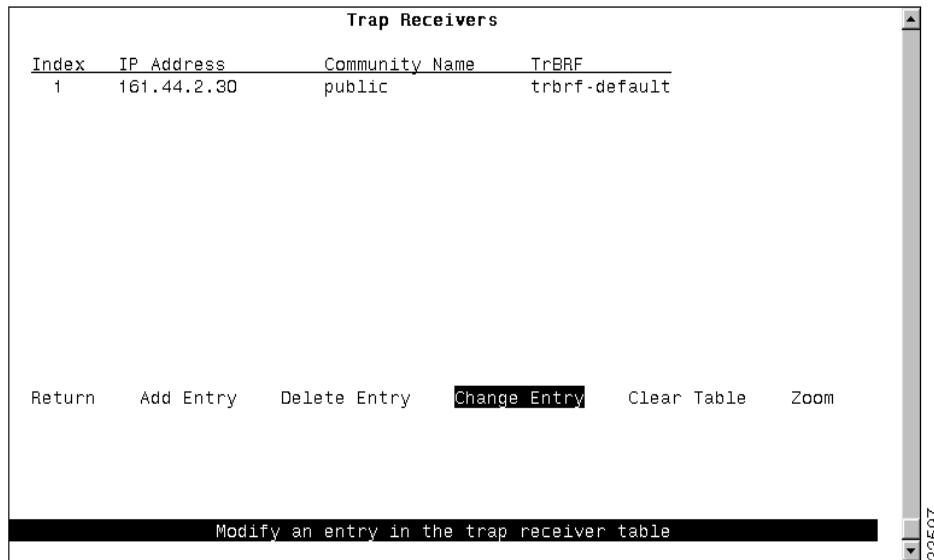 Trap Receivers
Index IP Address Community Name TrBRF
1 161.44.2.30 public trbrf-default
Return Add Entry Delete Entry Change Entry Clear Table Zoom
Modify an entry in the trap receiver table